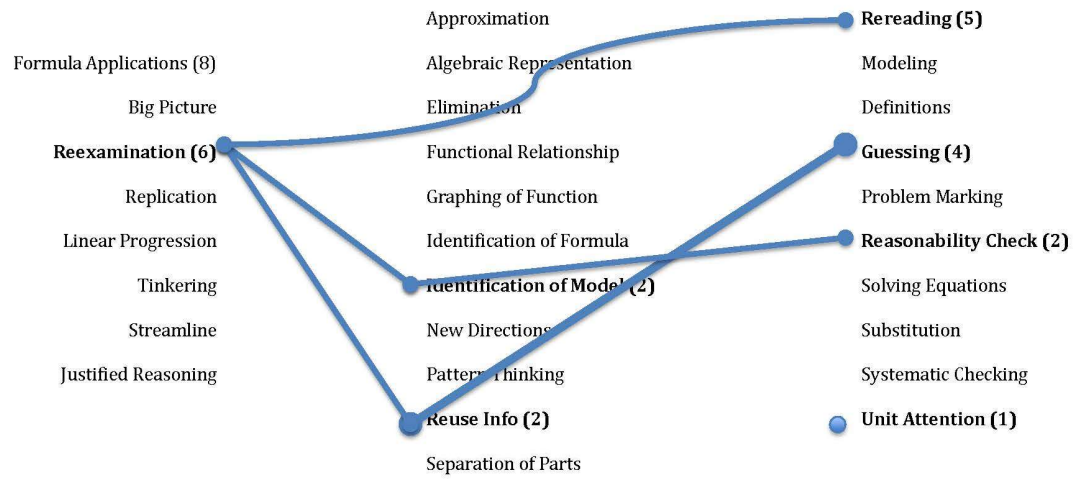 Formula Applications (8)
Big Picture
Reexamination (6)
Replication
Linear Progression
Tinkering
Streamline
Justified Reasoning
Approximation
Algebraic Representation
Elimination
Functional Relationship
Graphing of Function
Identification of Formula
Identification of Model (2)
New Directions
Pattern Thinking
Reuse Info (2)
Separation of Parts
Rereading (5)
Modeling
Definitions
Guessing (4)
Problem Marking
Reasonability Check (2)
Solving Equations
Substitution
Systematic Checking
Unit Attention (1)